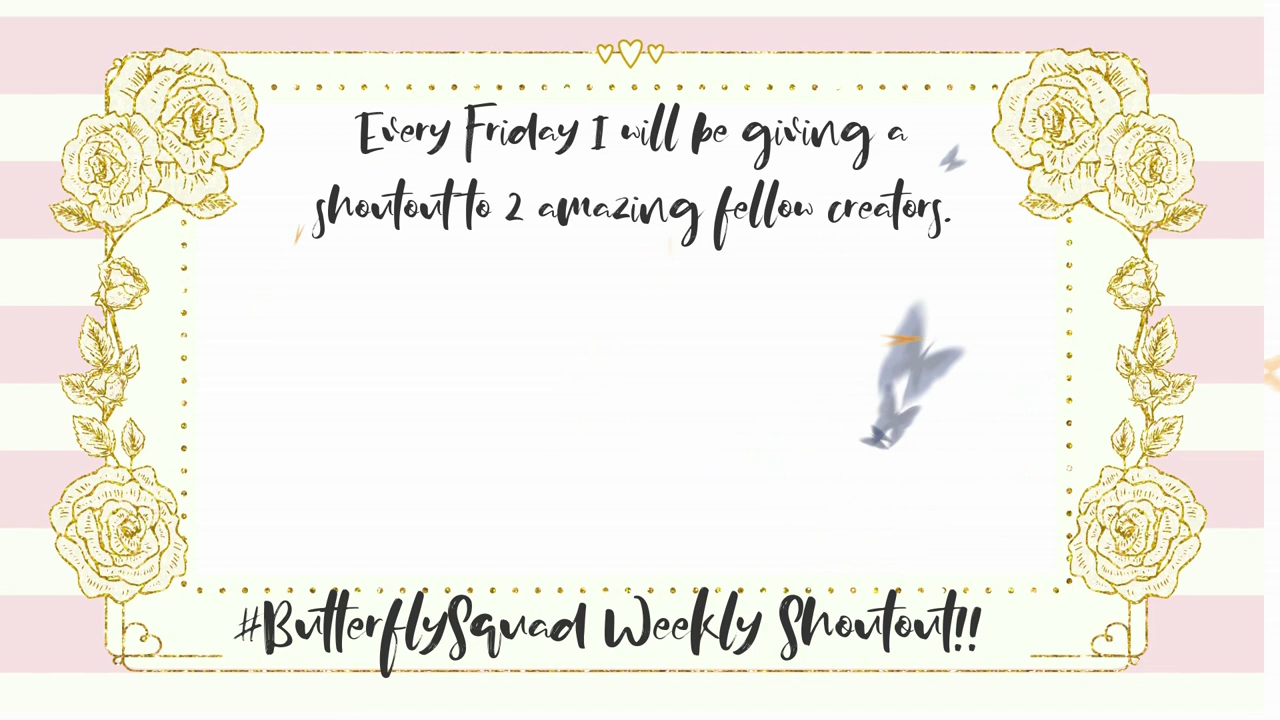 Every Friday I will be giving a
shoutout to 2 amazing fellow creators.
#ButterflySquad Weekly Shoutout!!